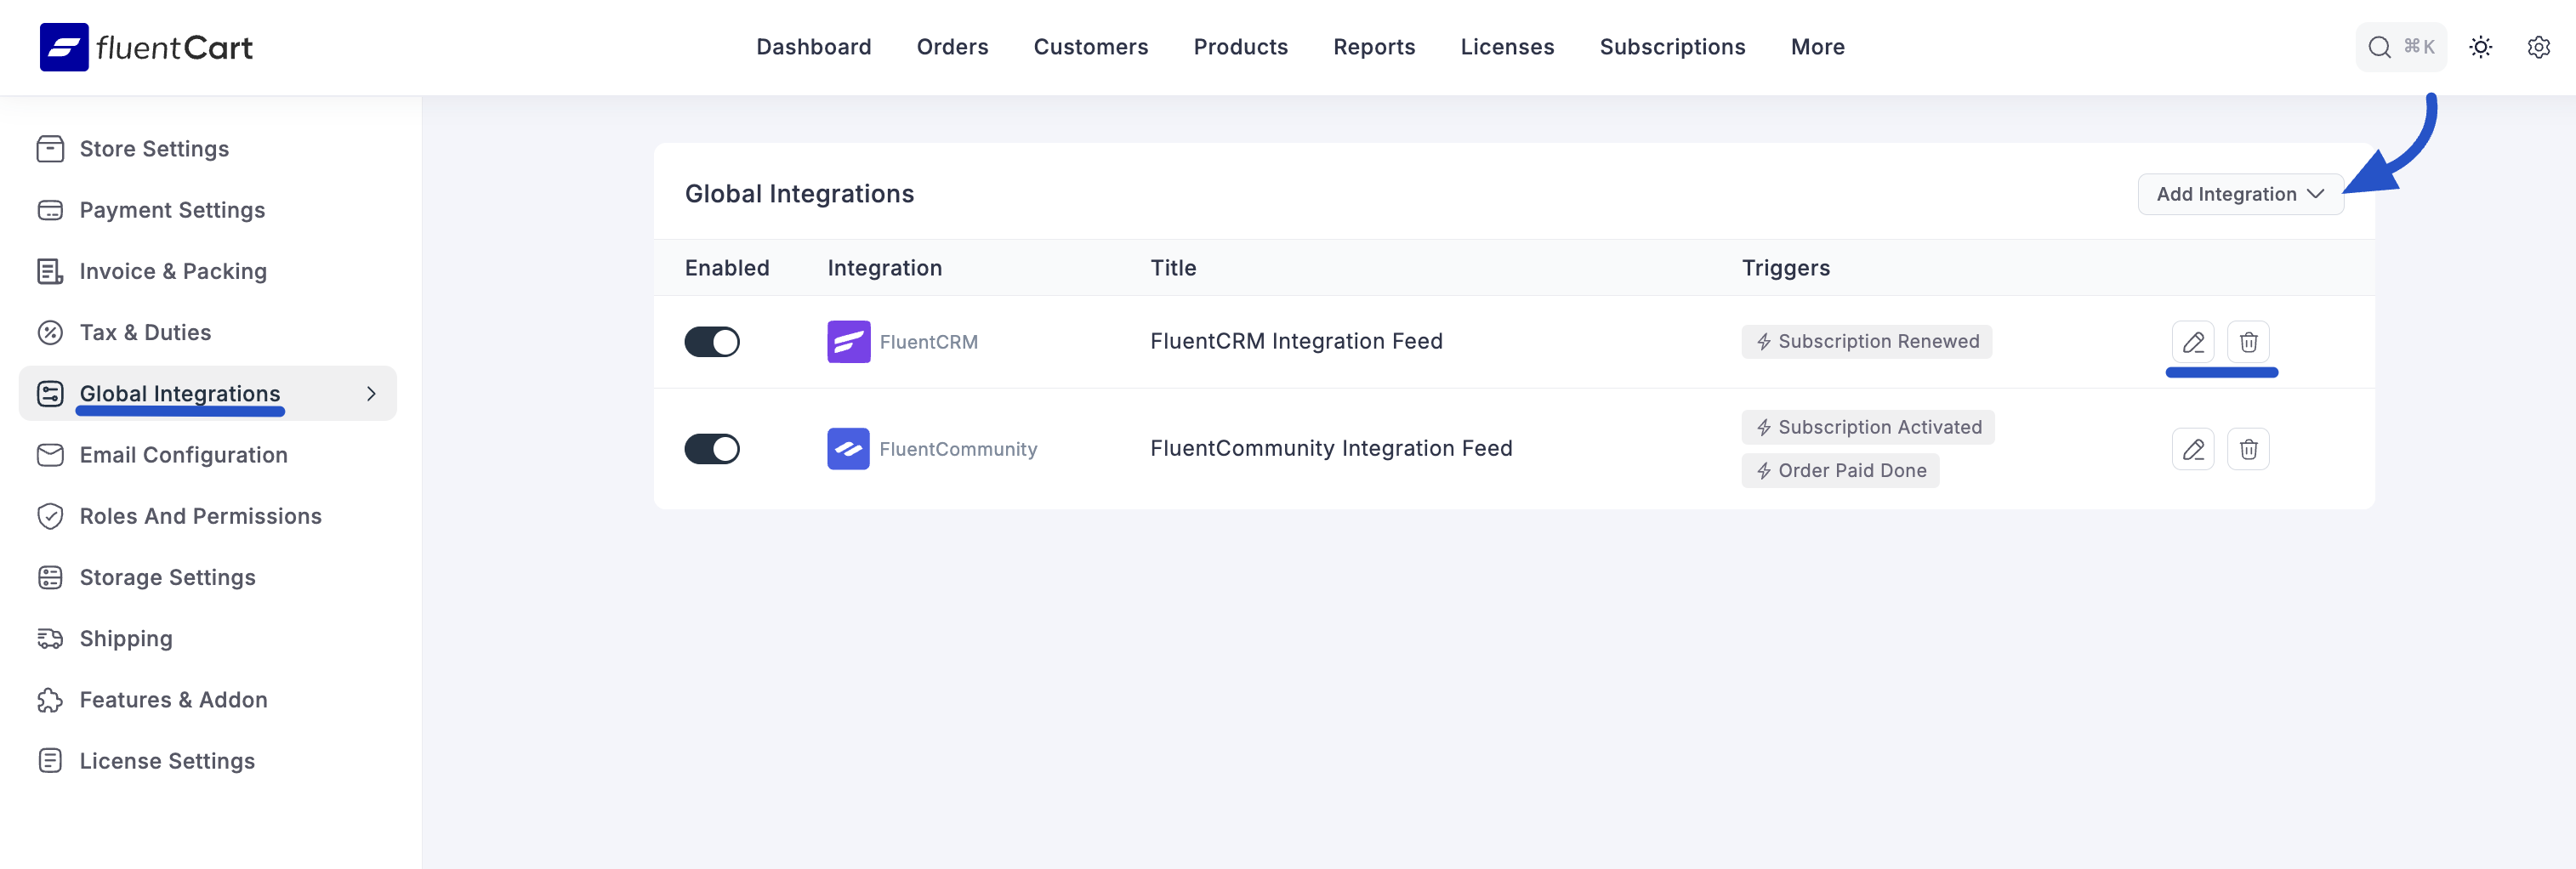 fluentCart
Dashboard Orders Customers Products Reports Licenses Subscriptions More
⌘K
Store Settings
Payment Settings
Invoice & Packing
Tax & Duties
Global Integrations
Email Configuration
Roles And Permissions
Storage Settings
Shipping
Features & Addon
License Settings
Global Integrations
Add Integration
Enabled Integration Title Triggers
FluentCRM FluentCRM Integration Feed Subscription Renewed
FluentCommunity FluentCommunity Integration Feed Subscription Activated
Order Paid Done